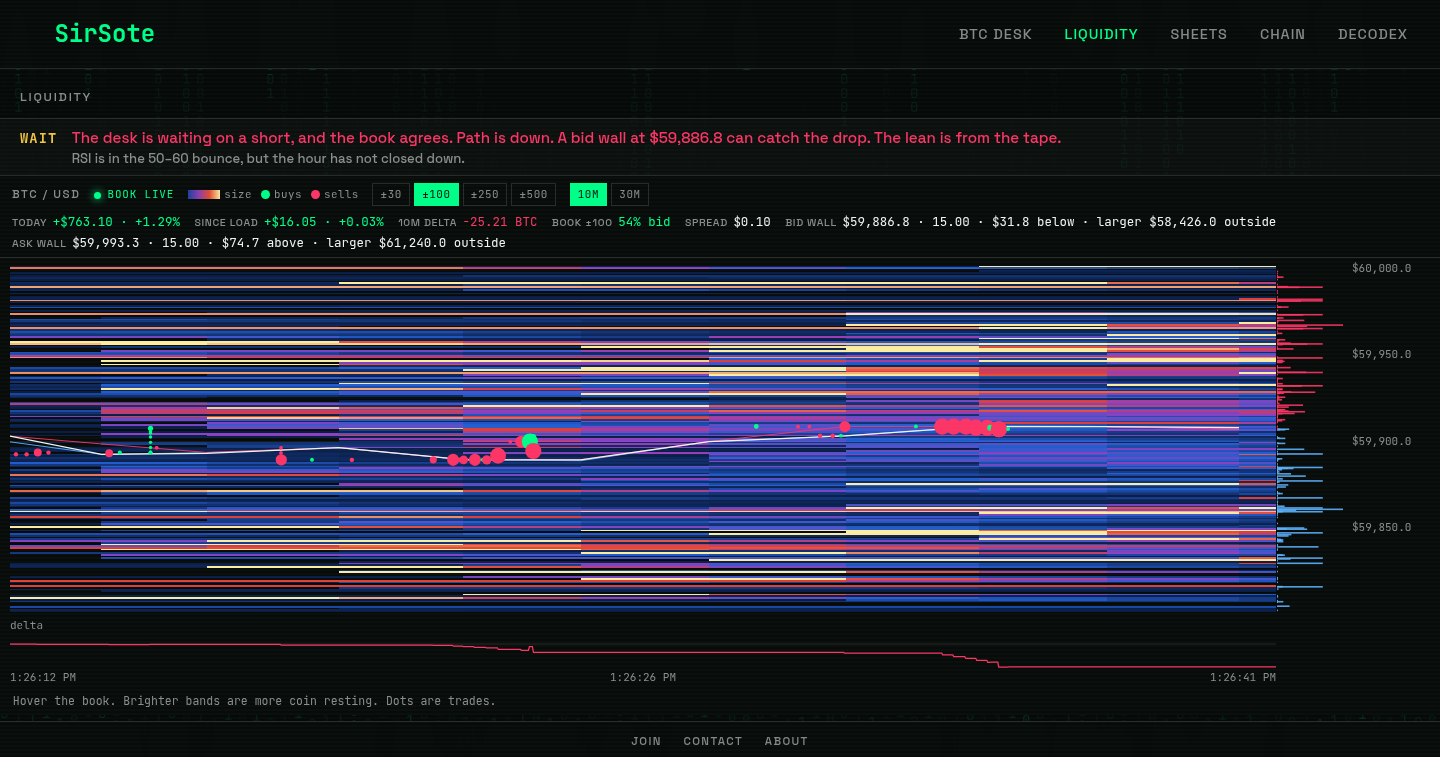 SirSote
BTC DESK LIQUIDITY SHEETS CHAIN DECODEX
LIQUIDITY
WAIT The desk is waiting on a short, and the book agrees. Path is down. A bid wall at $59,886.8 can catch the drop. The lean is from the tape.
RSI is in the 50–60 bounce, but the hour has not closed down.
BTC / USD BOOK LIVE size buys sells ±30 ±100 ±250 ±500 10M 30M
TODAY +$763.10 · +1.29% SINCE LOAD +$16.05 · +0.03% 10M DELTA -25.21 BTC BOOK ±100 54% bid SPREAD $0.10 BID WALL $59,886.8 · 15.00 · $31.8 below · larger $58,426.0 outside
ASK WALL $59,993.3 · 15.00 · $74.7 above · larger $61,240.0 outside
$60,000.0
$59,950.0
$59,900.0
$59,850.0
delta
1:26:12 PM 1:26:26 PM 1:26:41 PM
Hover the book. Brighter bands are more coin resting. Dots are trades.
JOIN CONTACT ABOUT